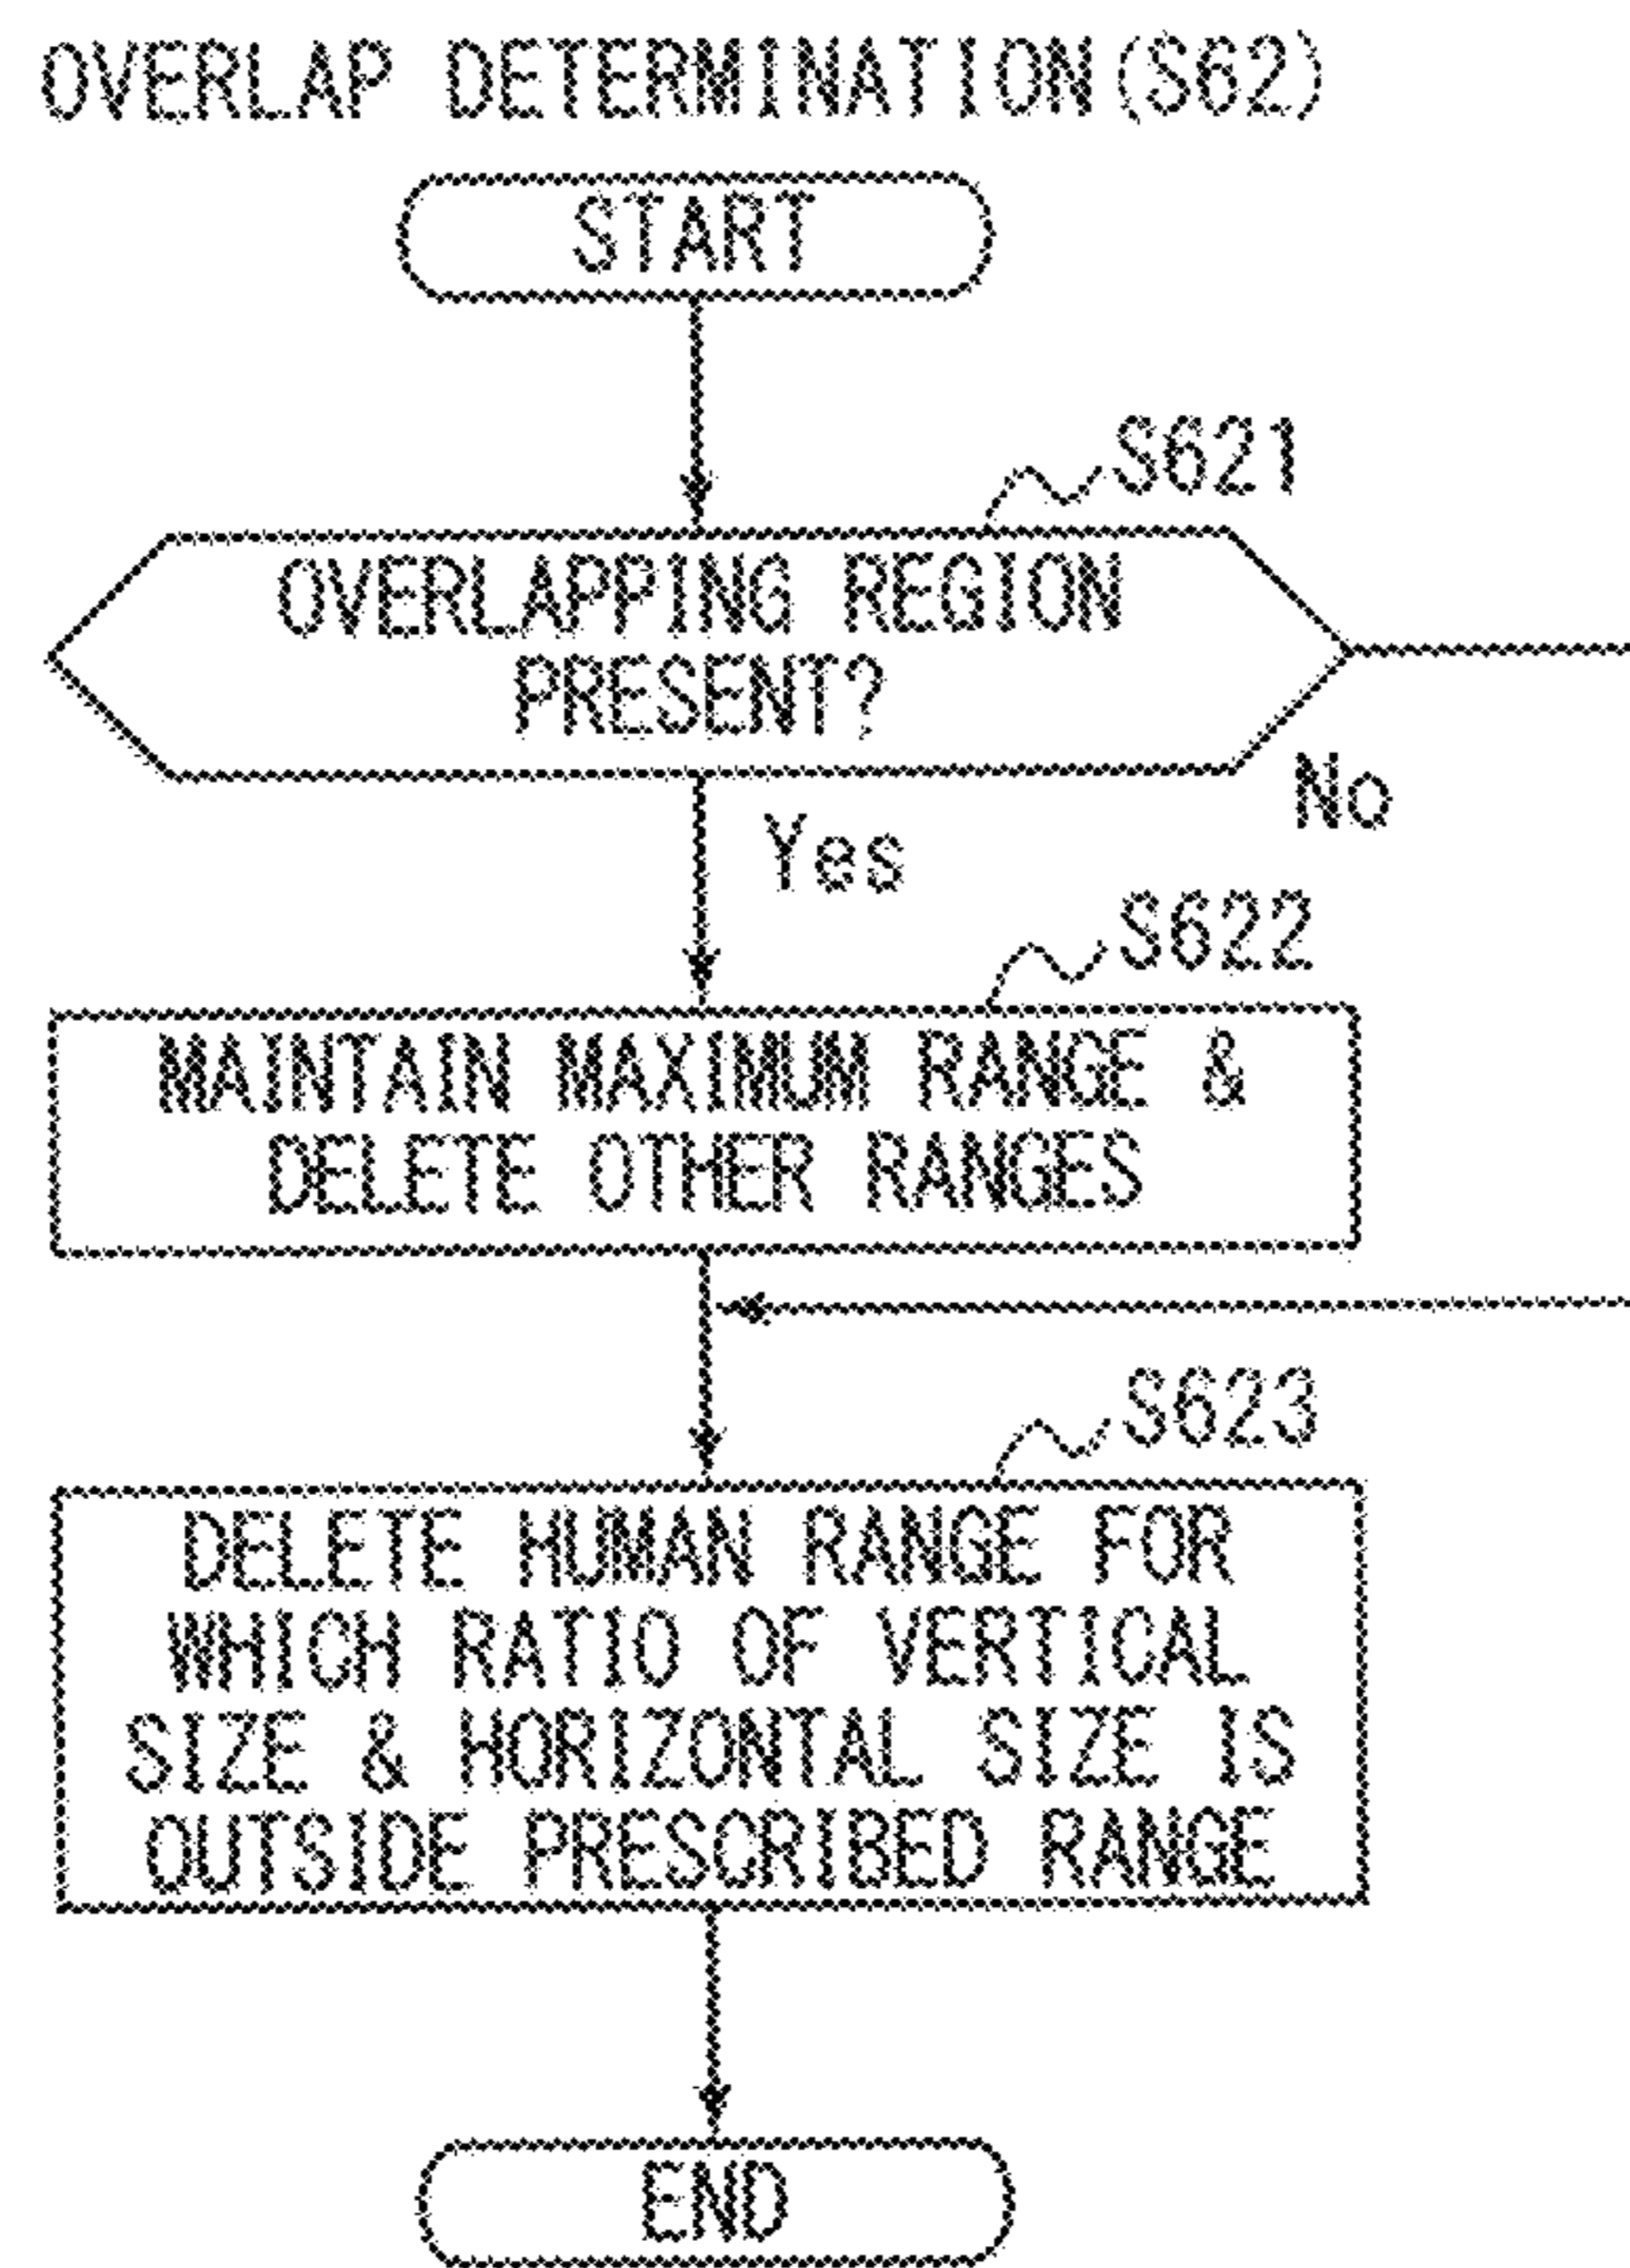 OVERLAP DETERMINATION(S62)
START
S621
OVERLAPPING REGION
PRESENT?
No
Yes
S622
MAINTAIN MAXIMUM RANGE &
DELETE OTHER RANGES
S623
DELETE HUMAN RANGE FOR
WHICH RATIO OF VERTICAL
SIZE & HORIZONTAL SIZE IS
OUTSIDE PRESCRIBED RANGE
END